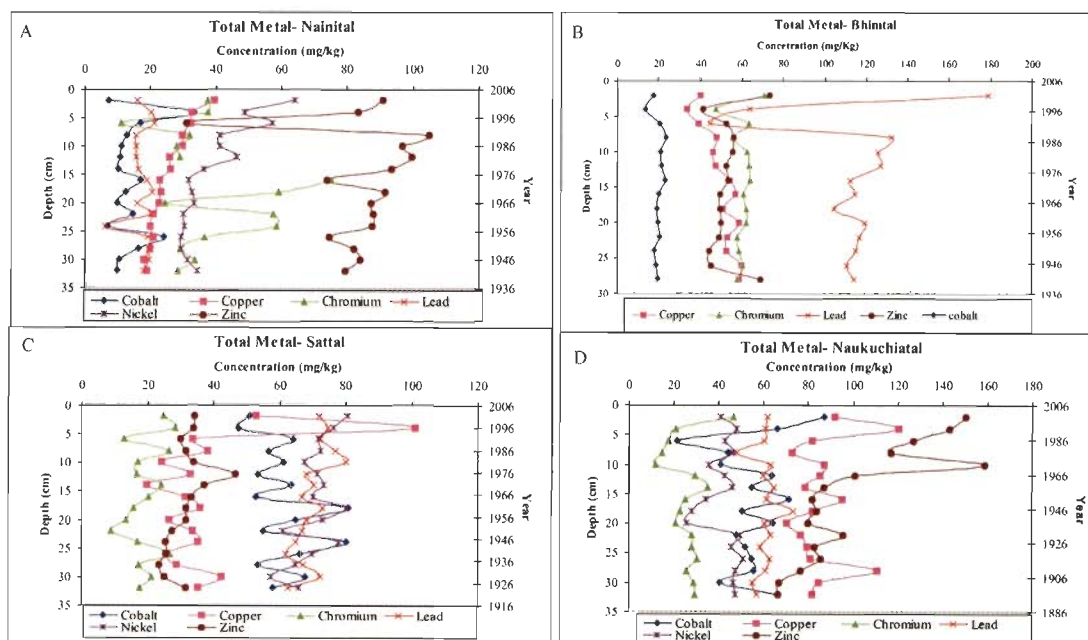 A
Total Metal- Nainital
Concentration (mg/kg)
0 20 40 60 80 100 120
0
5
10
15
20
25
30
35
Depth (cm)
2006
1996
1986
1976
1966
1956
1946
1936
Year
Cobalt Copper Chromium Lead
Nickel Zinc
B
Total Metal- Bhimtal
Concetration (mg/Kg)
0 20 40 60 80 100 120 140 160 180 200
0
5
10
15
20
25
30
Depth (cm)
2006
1996
1986
1976
1966
1956
1946
1936
Year
Copper Chromium Lead Zinc cobalt
C
Total Metal- Sattal
Concentration (mg/kg)
0 20 40 60 80 100 120
0
5
10
15
20
25
30
35
Depth (cm)
2006
1996
1986
1976
1966
1956
1946
1936
1926
1916
Year
Cobalt Copper Chromium Lead
Nickel Zinc
D
Total Metal- Naukuchiatal
Concentration (mg/kg)
0 20 40 60 80 100 120 140 160 180
0
5
10
15
20
25
30
35
Depth (cm)
2006
1986
1966
1946
1926
1906
1886
Year
Cobalt Copper Chromium Lead
Nickel Zinc